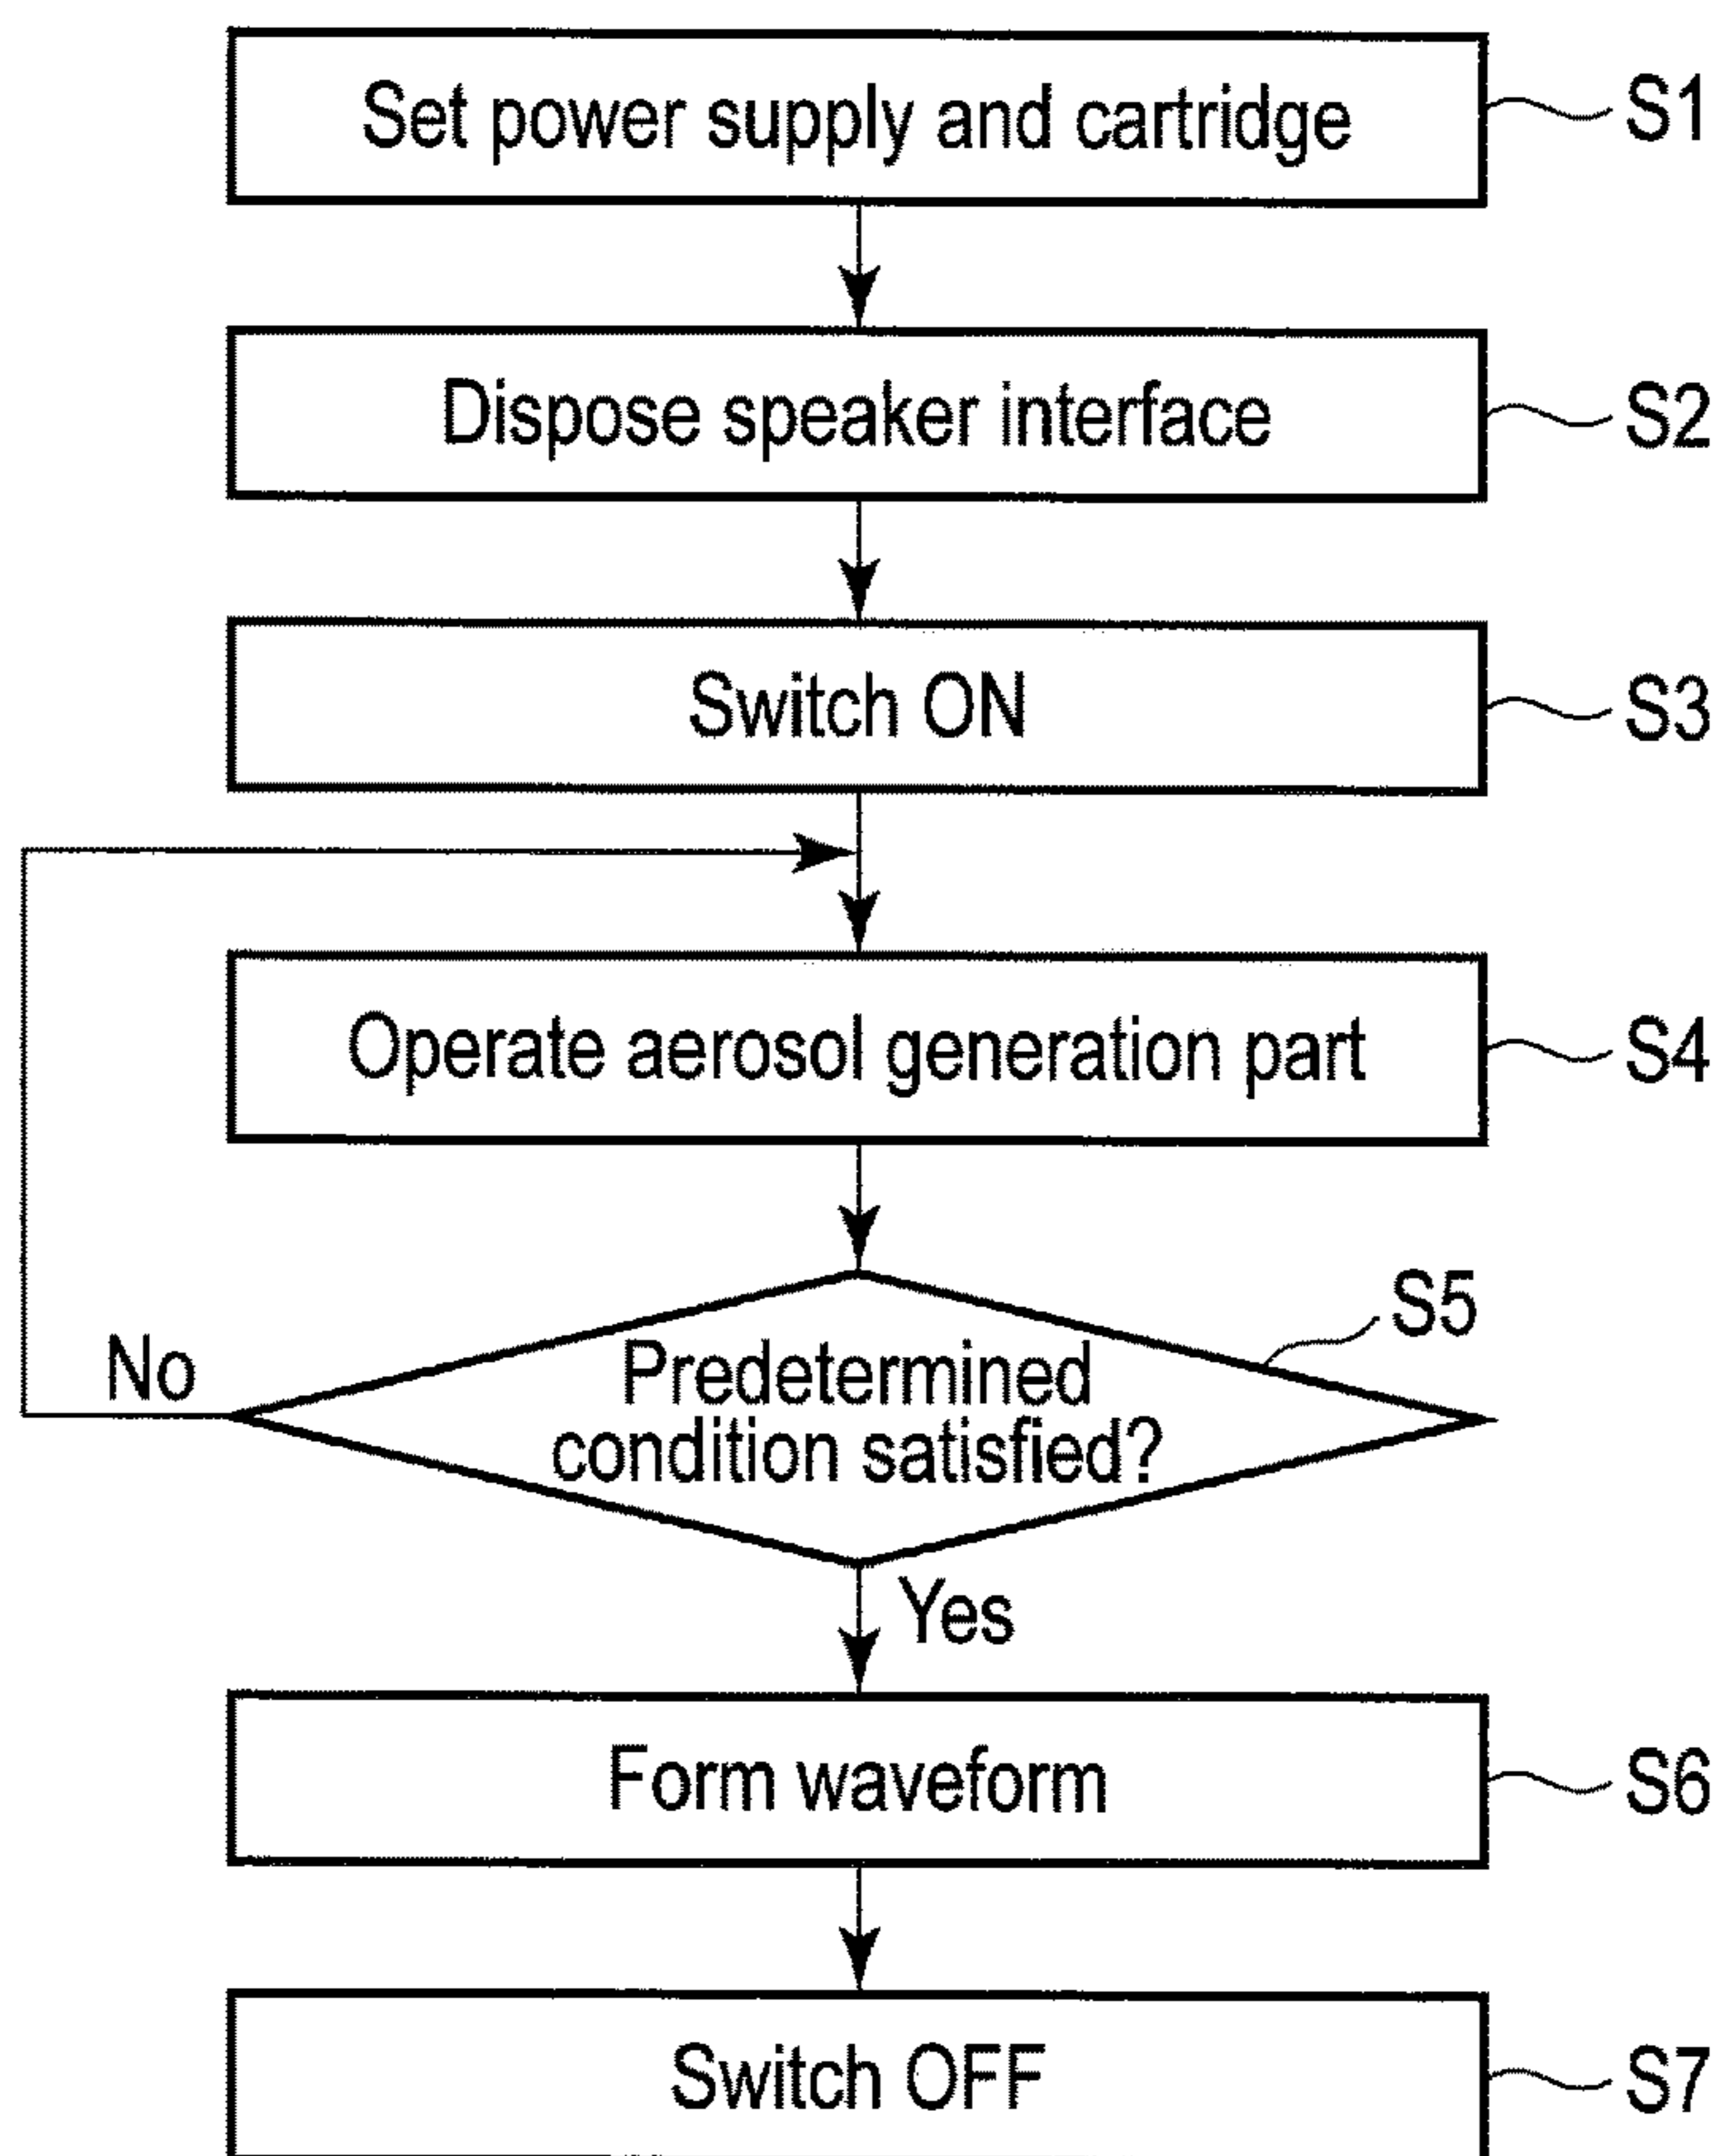 Set power supply and cartridge
S1
Dispose speaker interface
S2
Switch ON
S3
Operate aerosol generation part
S4
S5
Predetermined
condition satisfied?
No
Yes
Form waveform
S6
Switch OFF
S7